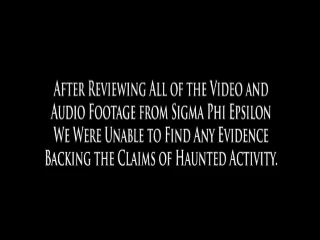 After Reviewing All of the Video and
Audio Footage from Sigma Phi Epsilon
We Were Unable to Find Any Evidence
Backing the Claims of Haunted Activity.